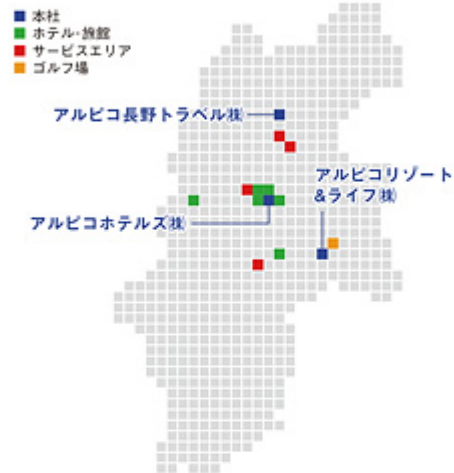 本社
ホテル・旅館
サービスエリア
ゴルフ場
アルピコ長野トラベル㈱
アルピコリゾート
&ライフ㈱
アルピコホテルズ㈱